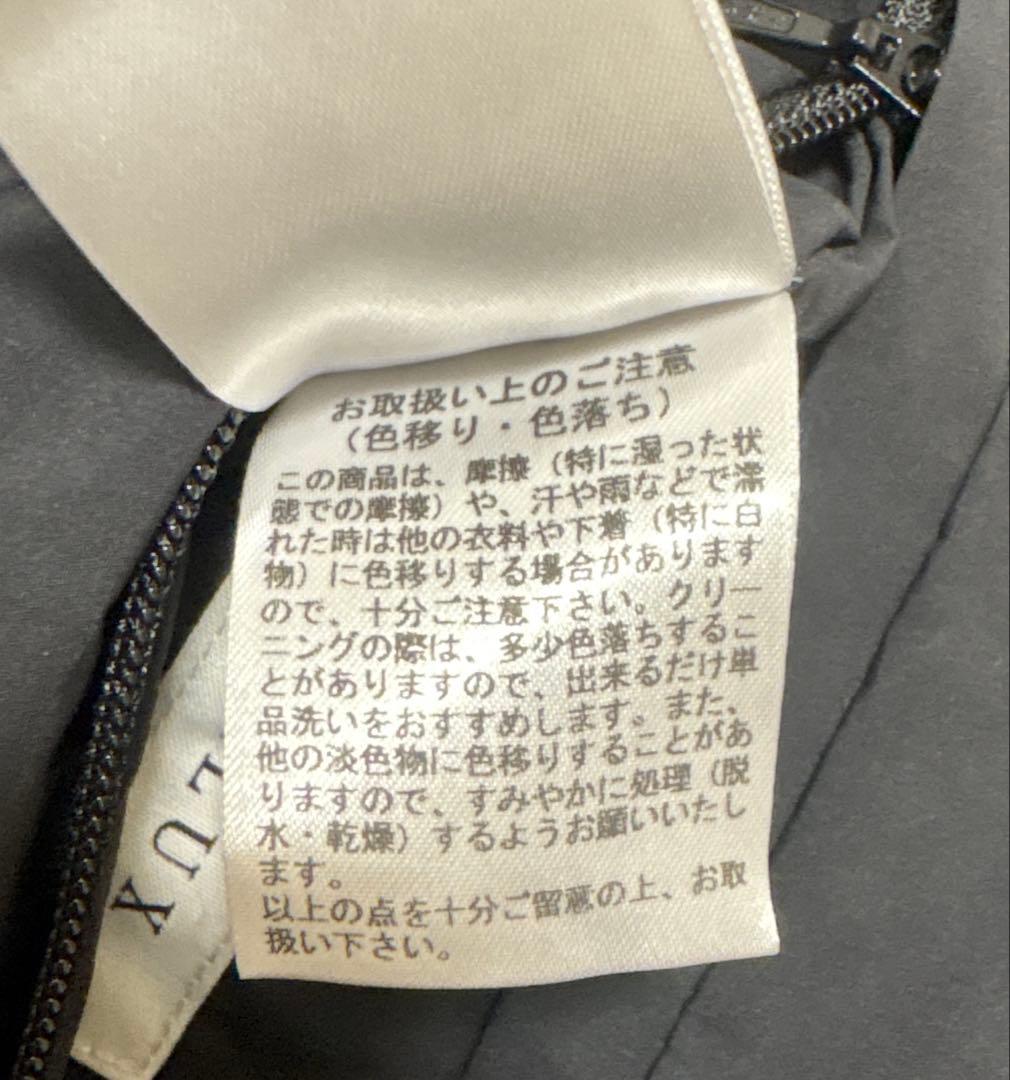 お取扱い上のご注意
（色移り・色落ち）
この商品は、摩擦（特に湿った状
態での摩擦）や、汗や雨などで濡
れた時は他の衣料や下着（特に白
物）に色移りする場合があります
ので、十分ご注意下さい。クリー
ニングの際は、多少色落ちするこ
とがありますので、出来るだけ単
品洗いをおすすめします。また、
他の淡色物に色移りすることがあ
りますので、すみやかに処理（脱
水・乾燥）するようお願いいたし
ます。
以上の点を十分ご留意の上、お取
扱い下さい。
LUX